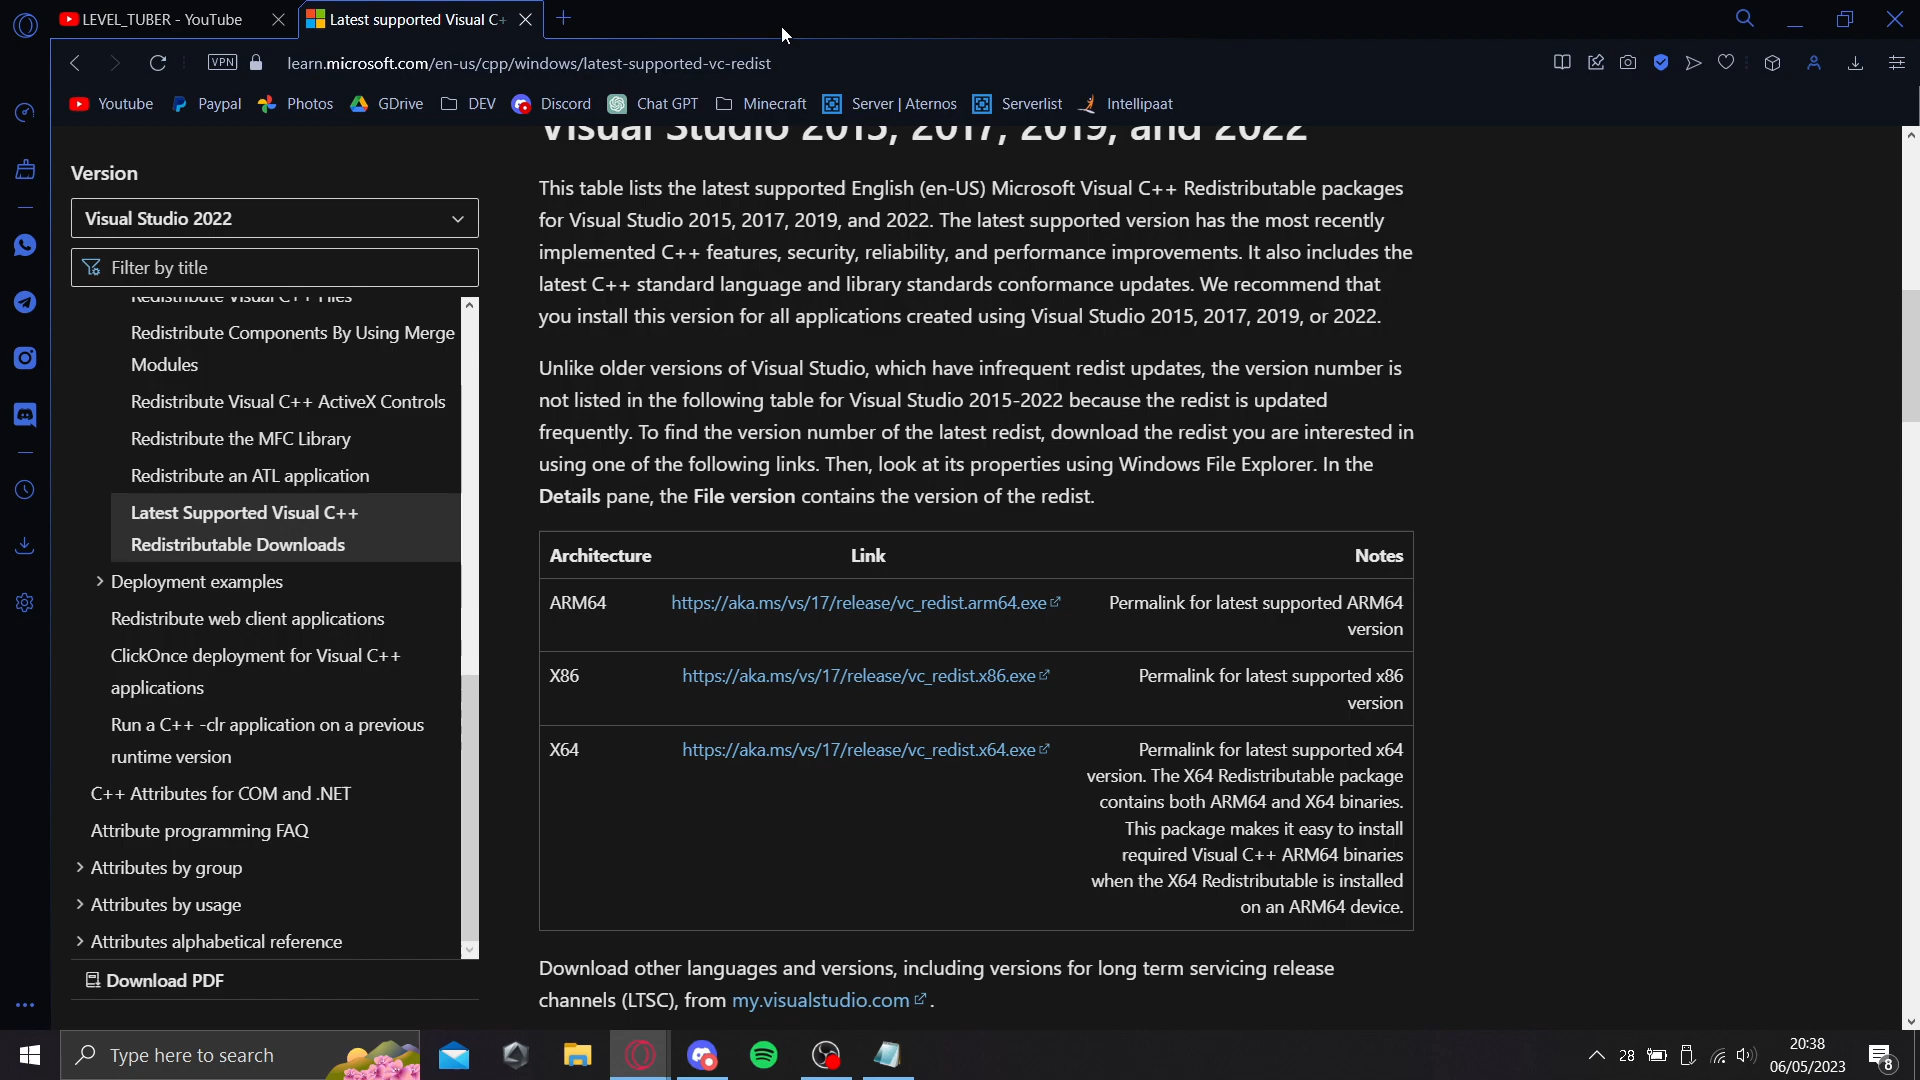 LEVEL_TUBER - YouTube
Latest supported Visual C+
VPN
learn.microsoft.com/en-us/cpp/windows/latest-supported-vc-redist
Youtube
Paypal
Photos
GDrive
DEV
Discord
Chat GPT
Minecraft
Server | Aternos
Serverlist
Intellipaat
Version
Visual Studio 2022
Filter by title
Redistribute Visual C++ Files
Redistribute Components By Using Merge
Modules
Redistribute Visual C++ ActiveX Controls
Redistribute the MFC Library
Redistribute an ATL application
Latest Supported Visual C++
Redistributable Downloads
Deployment examples
Redistribute web client applications
ClickOnce deployment for Visual C++
applications
Run a C++ -clr application on a previous
runtime version
C++ Attributes for COM and .NET
Attribute programming FAQ
Attributes by group
Attributes by usage
Attributes alphabetical reference
Download PDF
Visual Studio 2015, 2017, 2019, and 2022
This table lists the latest supported English (en-US) Microsoft Visual C++ Redistributable packages
for Visual Studio 2015, 2017, 2019, and 2022. The latest supported version has the most recently
implemented C++ features, security, reliability, and performance improvements. It also includes the
latest C++ standard language and library standards conformance updates. We recommend that
you install this version for all applications created using Visual Studio 2015, 2017, 2019, or 2022.
Unlike older versions of Visual Studio, which have infrequent redist updates, the version number is
not listed in the following table for Visual Studio 2015-2022 because the redist is updated
frequently. To find the version number of the latest redist, download the redist you are interested in
using one of the following links. Then, look at its properties using Windows File Explorer. In the
Details pane, the File version contains the version of the redist.
Architecture Link Notes
ARM64 https://aka.ms/vs/17/release/vc_redist.arm64.exe Permalink for latest supported ARM64
version
X86 https://aka.ms/vs/17/release/vc_redist.x86.exe Permalink for latest supported x86
version
X64 https://aka.ms/vs/17/release/vc_redist.x64.exe Permalink for latest supported x64
version. The X64 Redistributable package
contains both ARM64 and X64 binaries.
This package makes it easy to install
required Visual C++ ARM64 binaries
when the X64 Redistributable is installed
on an ARM64 device.
Download other languages and versions, including versions for long term servicing release
channels (LTSC), from my.visualstudio.com .
Type here to search
28
20:38
06/05/2023
8